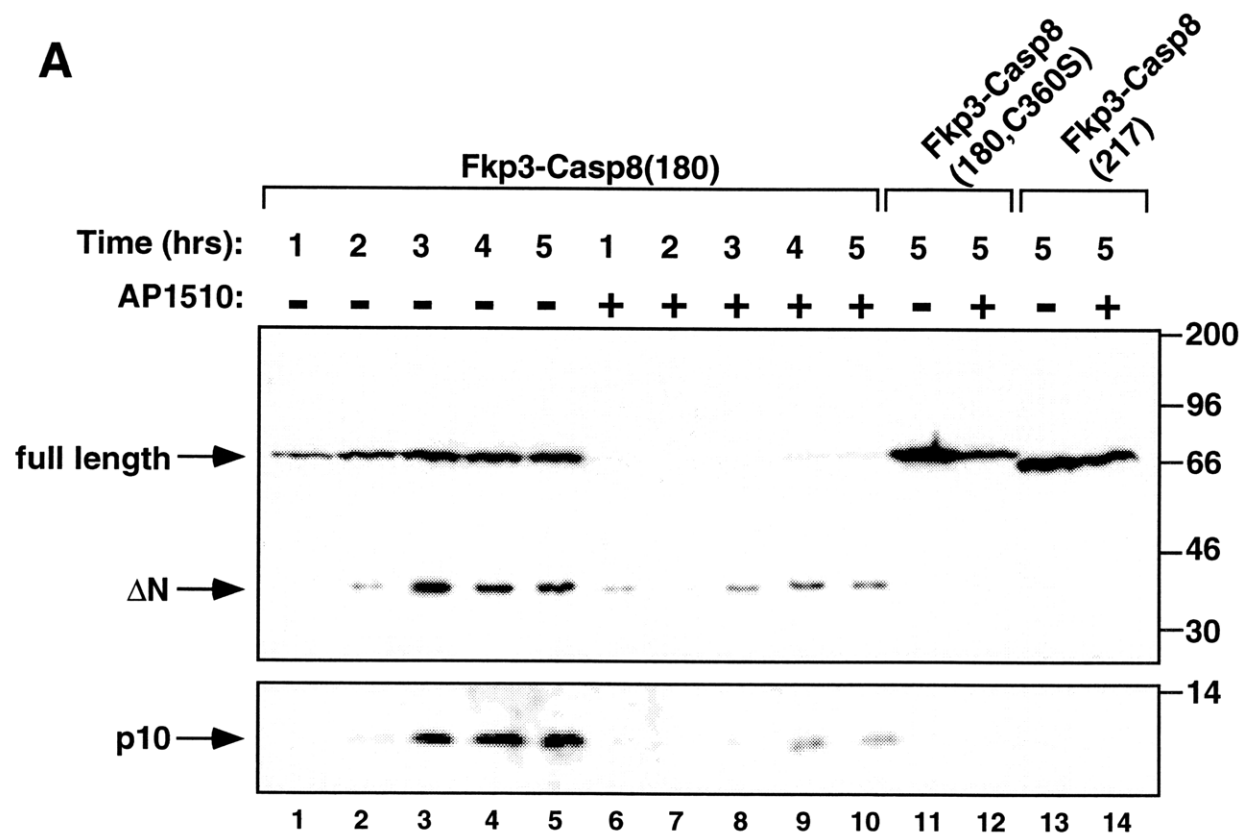 A
Fkp3-Casp8(180)
Fkp3-Casp8
(180,C360S)
Fkp3-Casp8
(217)
Time (hrs): 1 2 3 4 5 1 2 3 4 5 5 5 5 5
AP1510: - - - - - + + + + + - + - +
200
96
full length
66
46
ΔN
30
14
p10
1 2 3 4 5 6 7 8 9 10 11 12 13 14